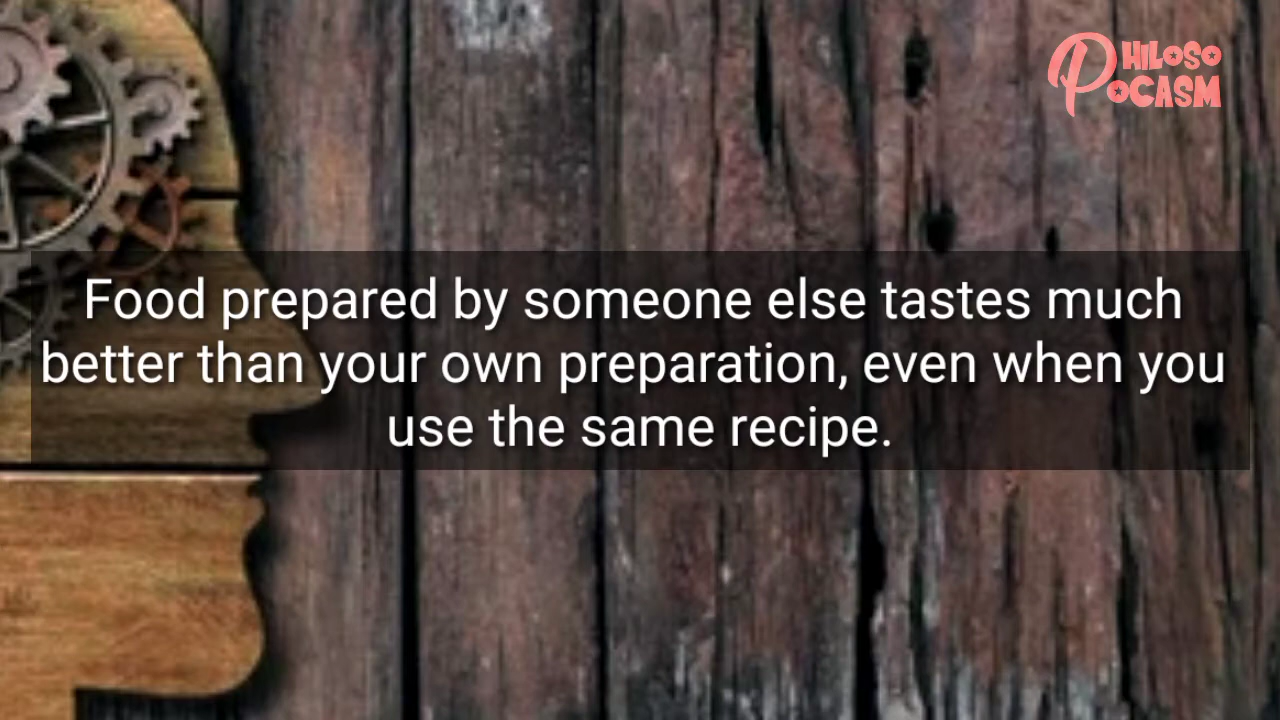 PHILOSO
POCASM
Food prepared by someone else tastes much
better than your own preparation, even when you
use the same recipe.